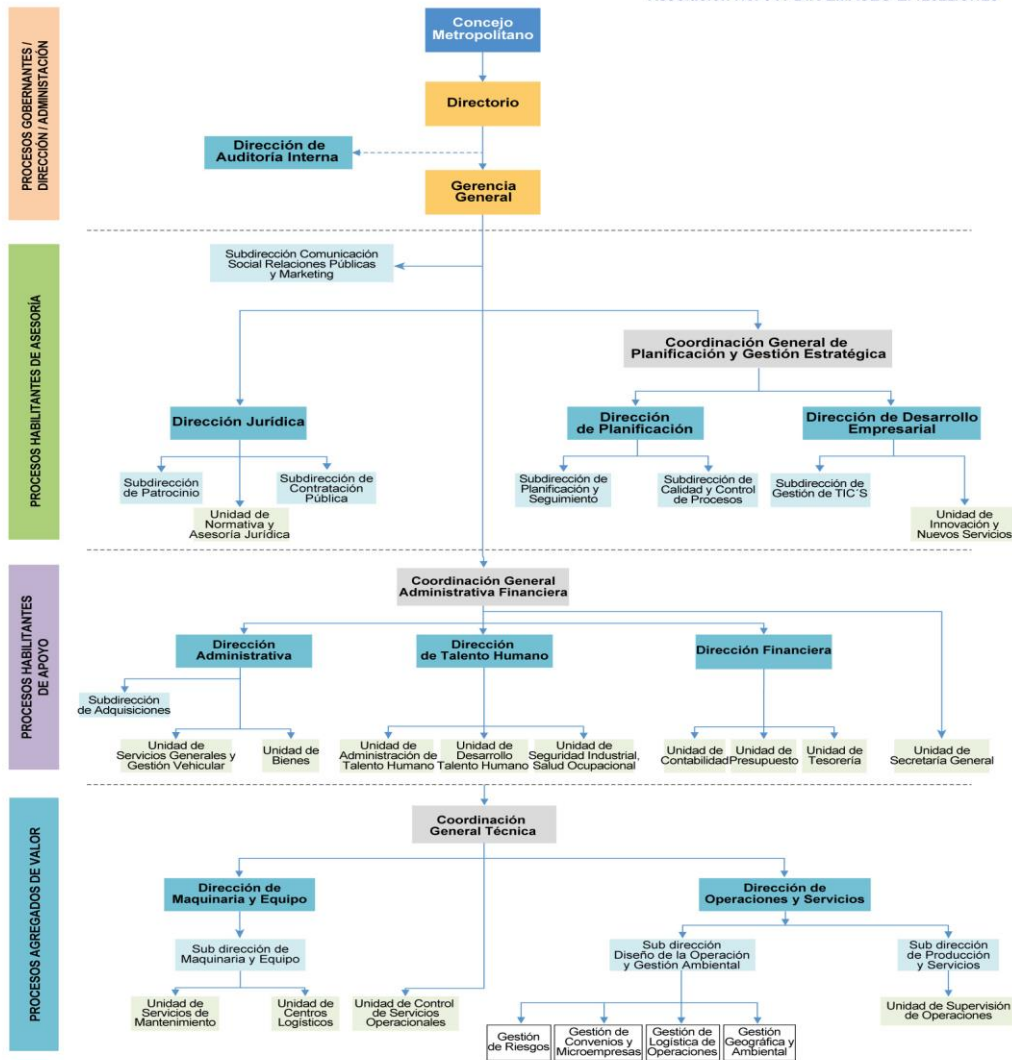 PROCESOS GOBERNANTES /
DIRECCIÓN / ADMINISTACIÓN
Concejo
Metropolítano
Directorio
Dirección de
Auditoría Interna
Gerencia
General
PROCESOS HABILITANTES DE ASESORÍA
Subdirección Comunicación
Social Relaciones Públicas
y Marketing
Coordinación General de
Planificación y Gestión Estratégica
Dirección Jurídica
Dirección
de Planificación
Dirección de Desarrollo
Empresarial
Subdirección
de Patrocinio
Subdirección de
Contratación
Pública
Unidad de
Normativa y
Asesoría Jurídica
Subdirección de
Planificación y
Seguimiento
Subdirección de
Calidad y Control
de Procesos
Subdirección de
Gestión de TIC´S
Unidad de
Innovación y
Nuevos Servicios
PROCESOS HABILITANTES
DE APOYO
Coordinación General
Administrativa Financiera
Dirección
Administrativa
Dirección
de Talento Humano
Dirección Financiera
Subdirección
de Adquisiciones
Unidad de
Servicios Generales y
Gestión Vehicular
Unidad de
Bienes
Unidad de
Administración de
Talento Humano
Unidad de
Desarrollo
Talento Humano
Unidad de
Seguridad Industrial,
Salud Ocupacional
Unidad de
Contabilidad
Unidad de
Presupuesto
Unidad de
Tesorería
Unidad de
Secretaría General
PROCESOS AGREGADOS DE VALOR
Coordinación
General Técnica
Dirección de
Maquinaria y Equipo
Dirección de
Operaciones y Servicios
Sub dirección de
Maquinaria y Equipo
Sub dirección
Diseño de la Operación
y Gestión Ambiental
Sub dirección
de Producción
y Servicios
Unidad de
Servicios de
Mantenimiento
Unidad de
Centros
Logísticos
Unidad de Control
de Servicios
Operacionales
Unidad de Supervisión
de Operaciones
Gestión
de Riesgos
Gestión de
Convenios y
Microempresas
Gestión de
Logística de
Operaciones
Gestión
Geográfica y
Ambiental